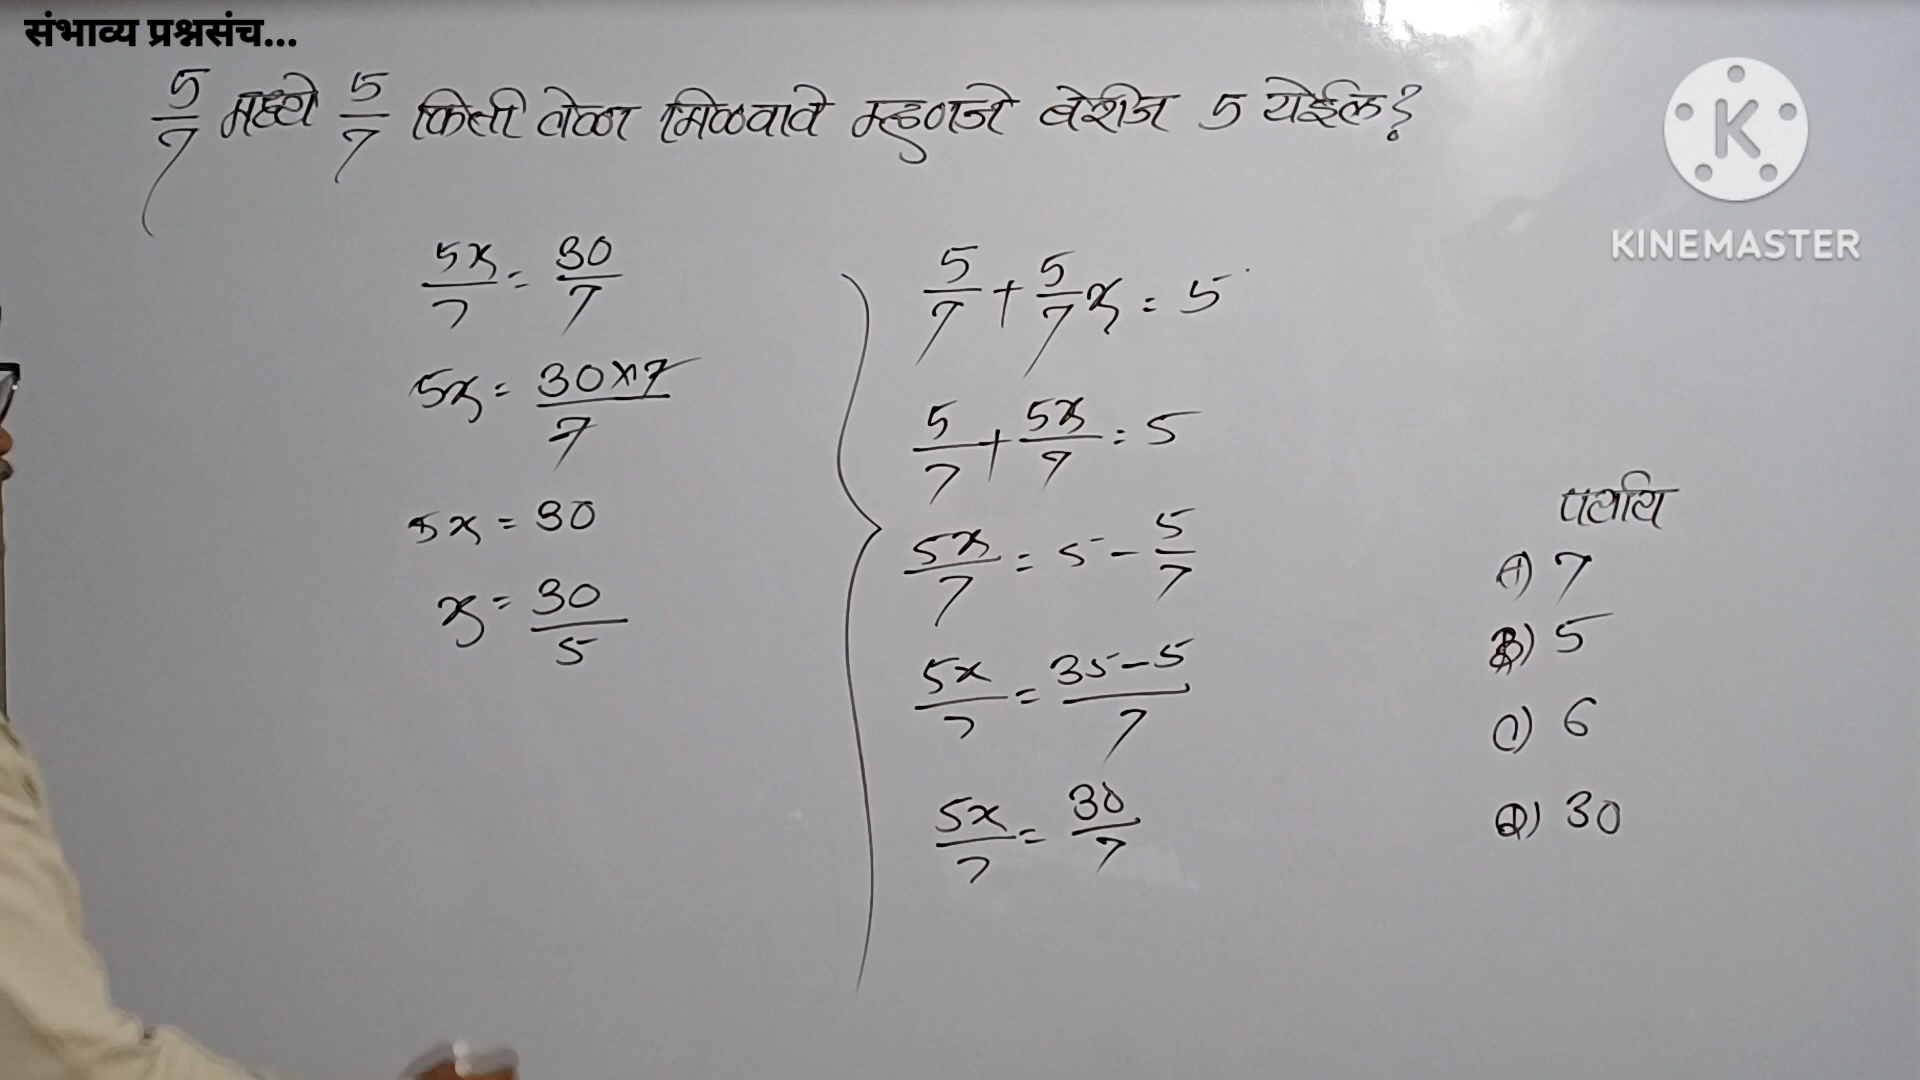 संभाव्य प्रश्नसंच...
5/7 मध्ये 5/7 किती वेळा मिळवावे म्हणजे बेरीज 5 येईल?
K
KINEMASTER
5x/7 = 30/7
5x = 30×7/7
5x = 30
x = 30/5
5/7 + 5/7 x = 5
5/7 + 5x/7 = 5
5x/7 = 5 - 5/7
5x/7 = 35-5/7
5x/7 = 30/7
पर्याय
A) 7
B) 5
C) 6
D) 30